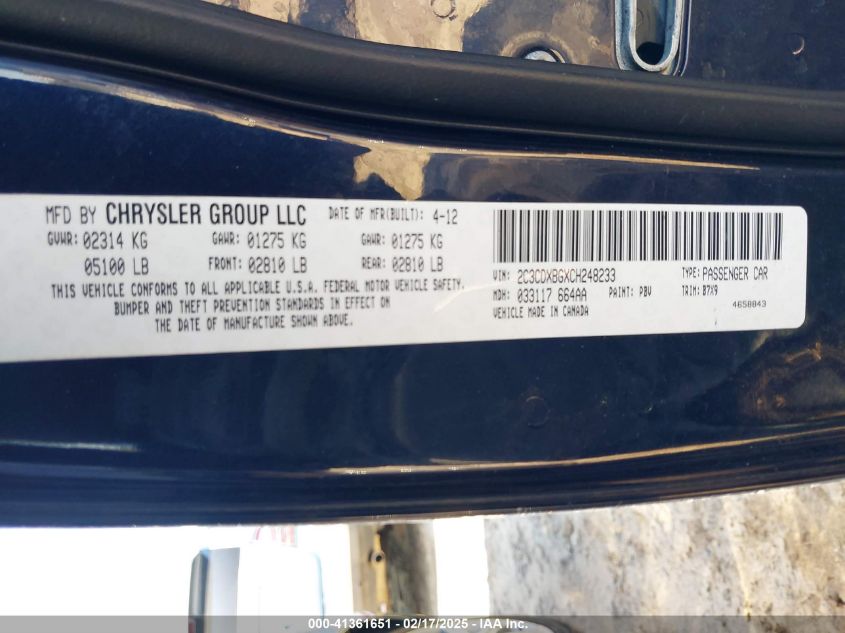 MFD BY CHRYSLER GROUP LLC DATE OF MFR(BUILT): 4-12
GVWR: 02314 KG GAWR: 01275 KG GAWR: 01275 KG
05100 LB FRONT: 02810 LB REAR: 02810 LB
THIS VEHICLE CONFORMS TO ALL APPLICABLE U.S.A. FEDERAL MOTOR VEHICLE SAFETY,
BUMPER AND THEFT PREVENTION STANDARDS IN EFFECT ON
THE DATE OF MANUFACTURE SHOWN ABOVE.
VIN: 2C3CDXBGXCH248233 TYPE: PASSENGER CAR
MDH: 033117 664AA PAINT: PBV TRIM: B7X9
VEHICLE MADE IN CANADA 4658843
000-41361651 - 02/17/2025 - IAA Inc.